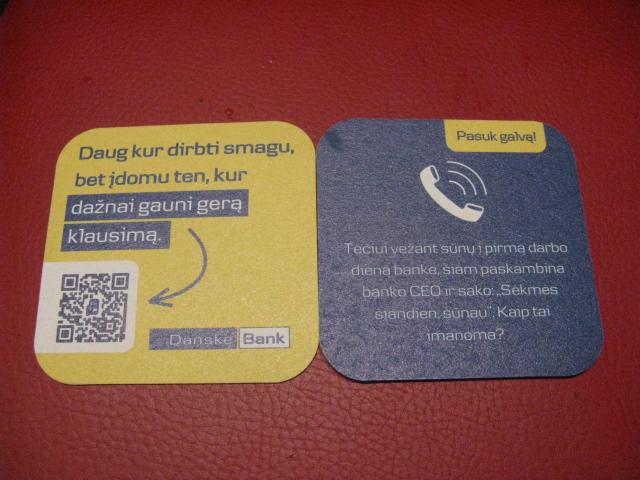 Daug kur dirbti smagu,
bet įdomu ten, kur
dažnai gauni gerą
klausimą.
Danske Bank
Pasuk galvą!
Tėčiui vežant sūnų į pirmą darbo
dieną banke, šiam paskambina
banko CEO ir sako: „Sėkmės
šiandien, sūnau“. Kaip tai
įmanoma?